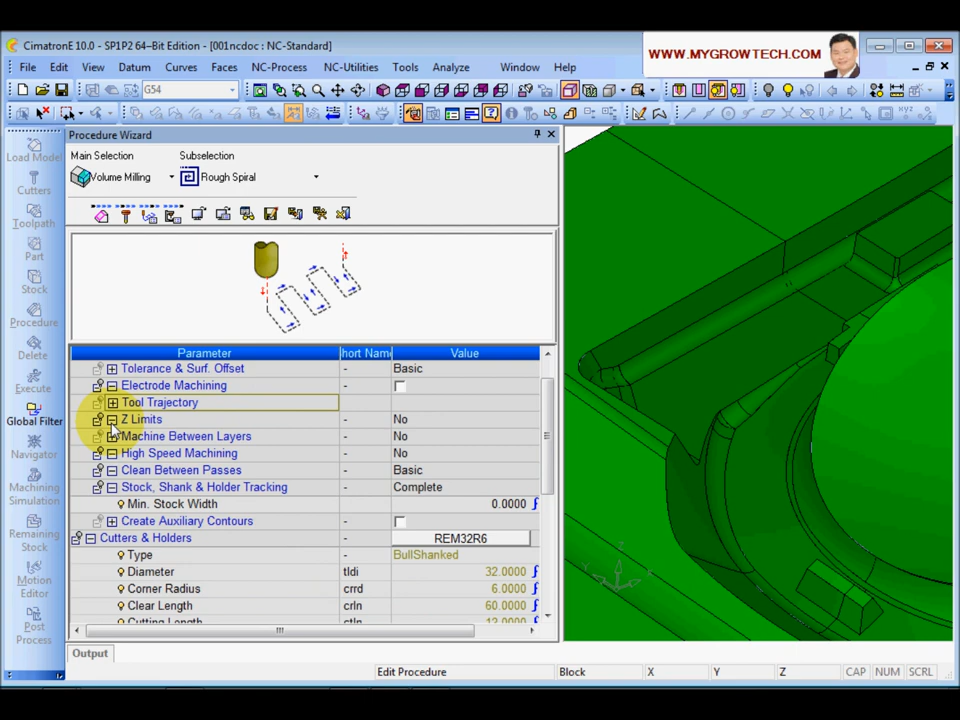 CimatronE 10.0 - SP1P2 64–Bit Edition - [001ncdoc : NC-Standard]
WWW.MYGROWTECH.COM
File Edit View Datum Curves Faces NC-Process NC-Utilities Tools Analyze Window Help
G54
Procedure Wizard
Main Selection Subselection
Volume Milling Rough Spiral
Load Model
Cutters
Toolpath
Part
Stock
Procedure
Delete
Execute
Global Filter
Navigator
Machining
Simulation
Remaining
Stock
Motion
Editor
Post
Process
Parameter hort Name Value
Tolerance & Surf. Offset - Basic
Electrode Machining -
Tool Trajectory
Z Limits - No
Machine Between Layers - No
High Speed Machining - No
Clean Between Passes - Basic
Stock, Shank & Holder Tracking - Complete
Min. Stock Width 0.0000 f
Create Auxiliary Contours -
Cutters & Holders - REM32R6
Type - BullShanked
Diameter tldi 32.0000 f
Corner Radius crrd 6.0000 f
Clear Length crln 60.0000 f
Cutting Length ctln 12.0000
Output
Edit Procedure Block X Y Z CAP NUM SCRL